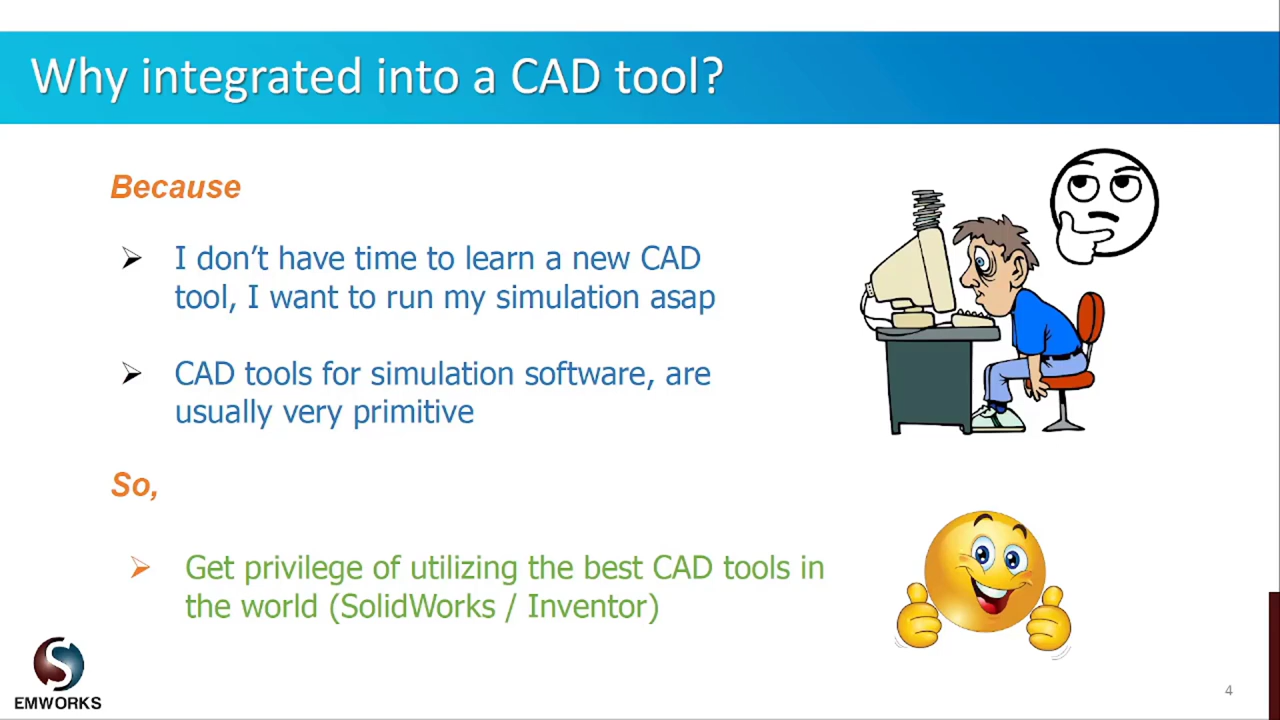 Why integrated into a CAD tool?
Because
I don’t have time to learn a new CAD
tool, I want to run my simulation asap
CAD tools for simulation software, are
usually very primitive
So,
Get privilege of utilizing the best CAD tools in
the world (SolidWorks / Inventor)
S
EMWORKS
4